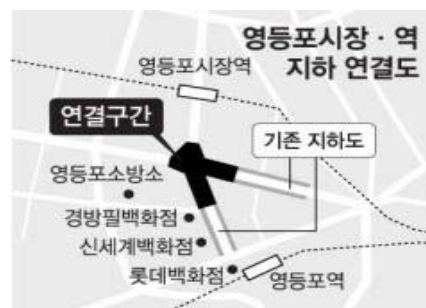 영등포시장 · 역
지하 연결도
영등포시장역
연결구간
기존 지하도
영등포소방소
경방필백화점
신세계백화점
롯데백화점
영등포역